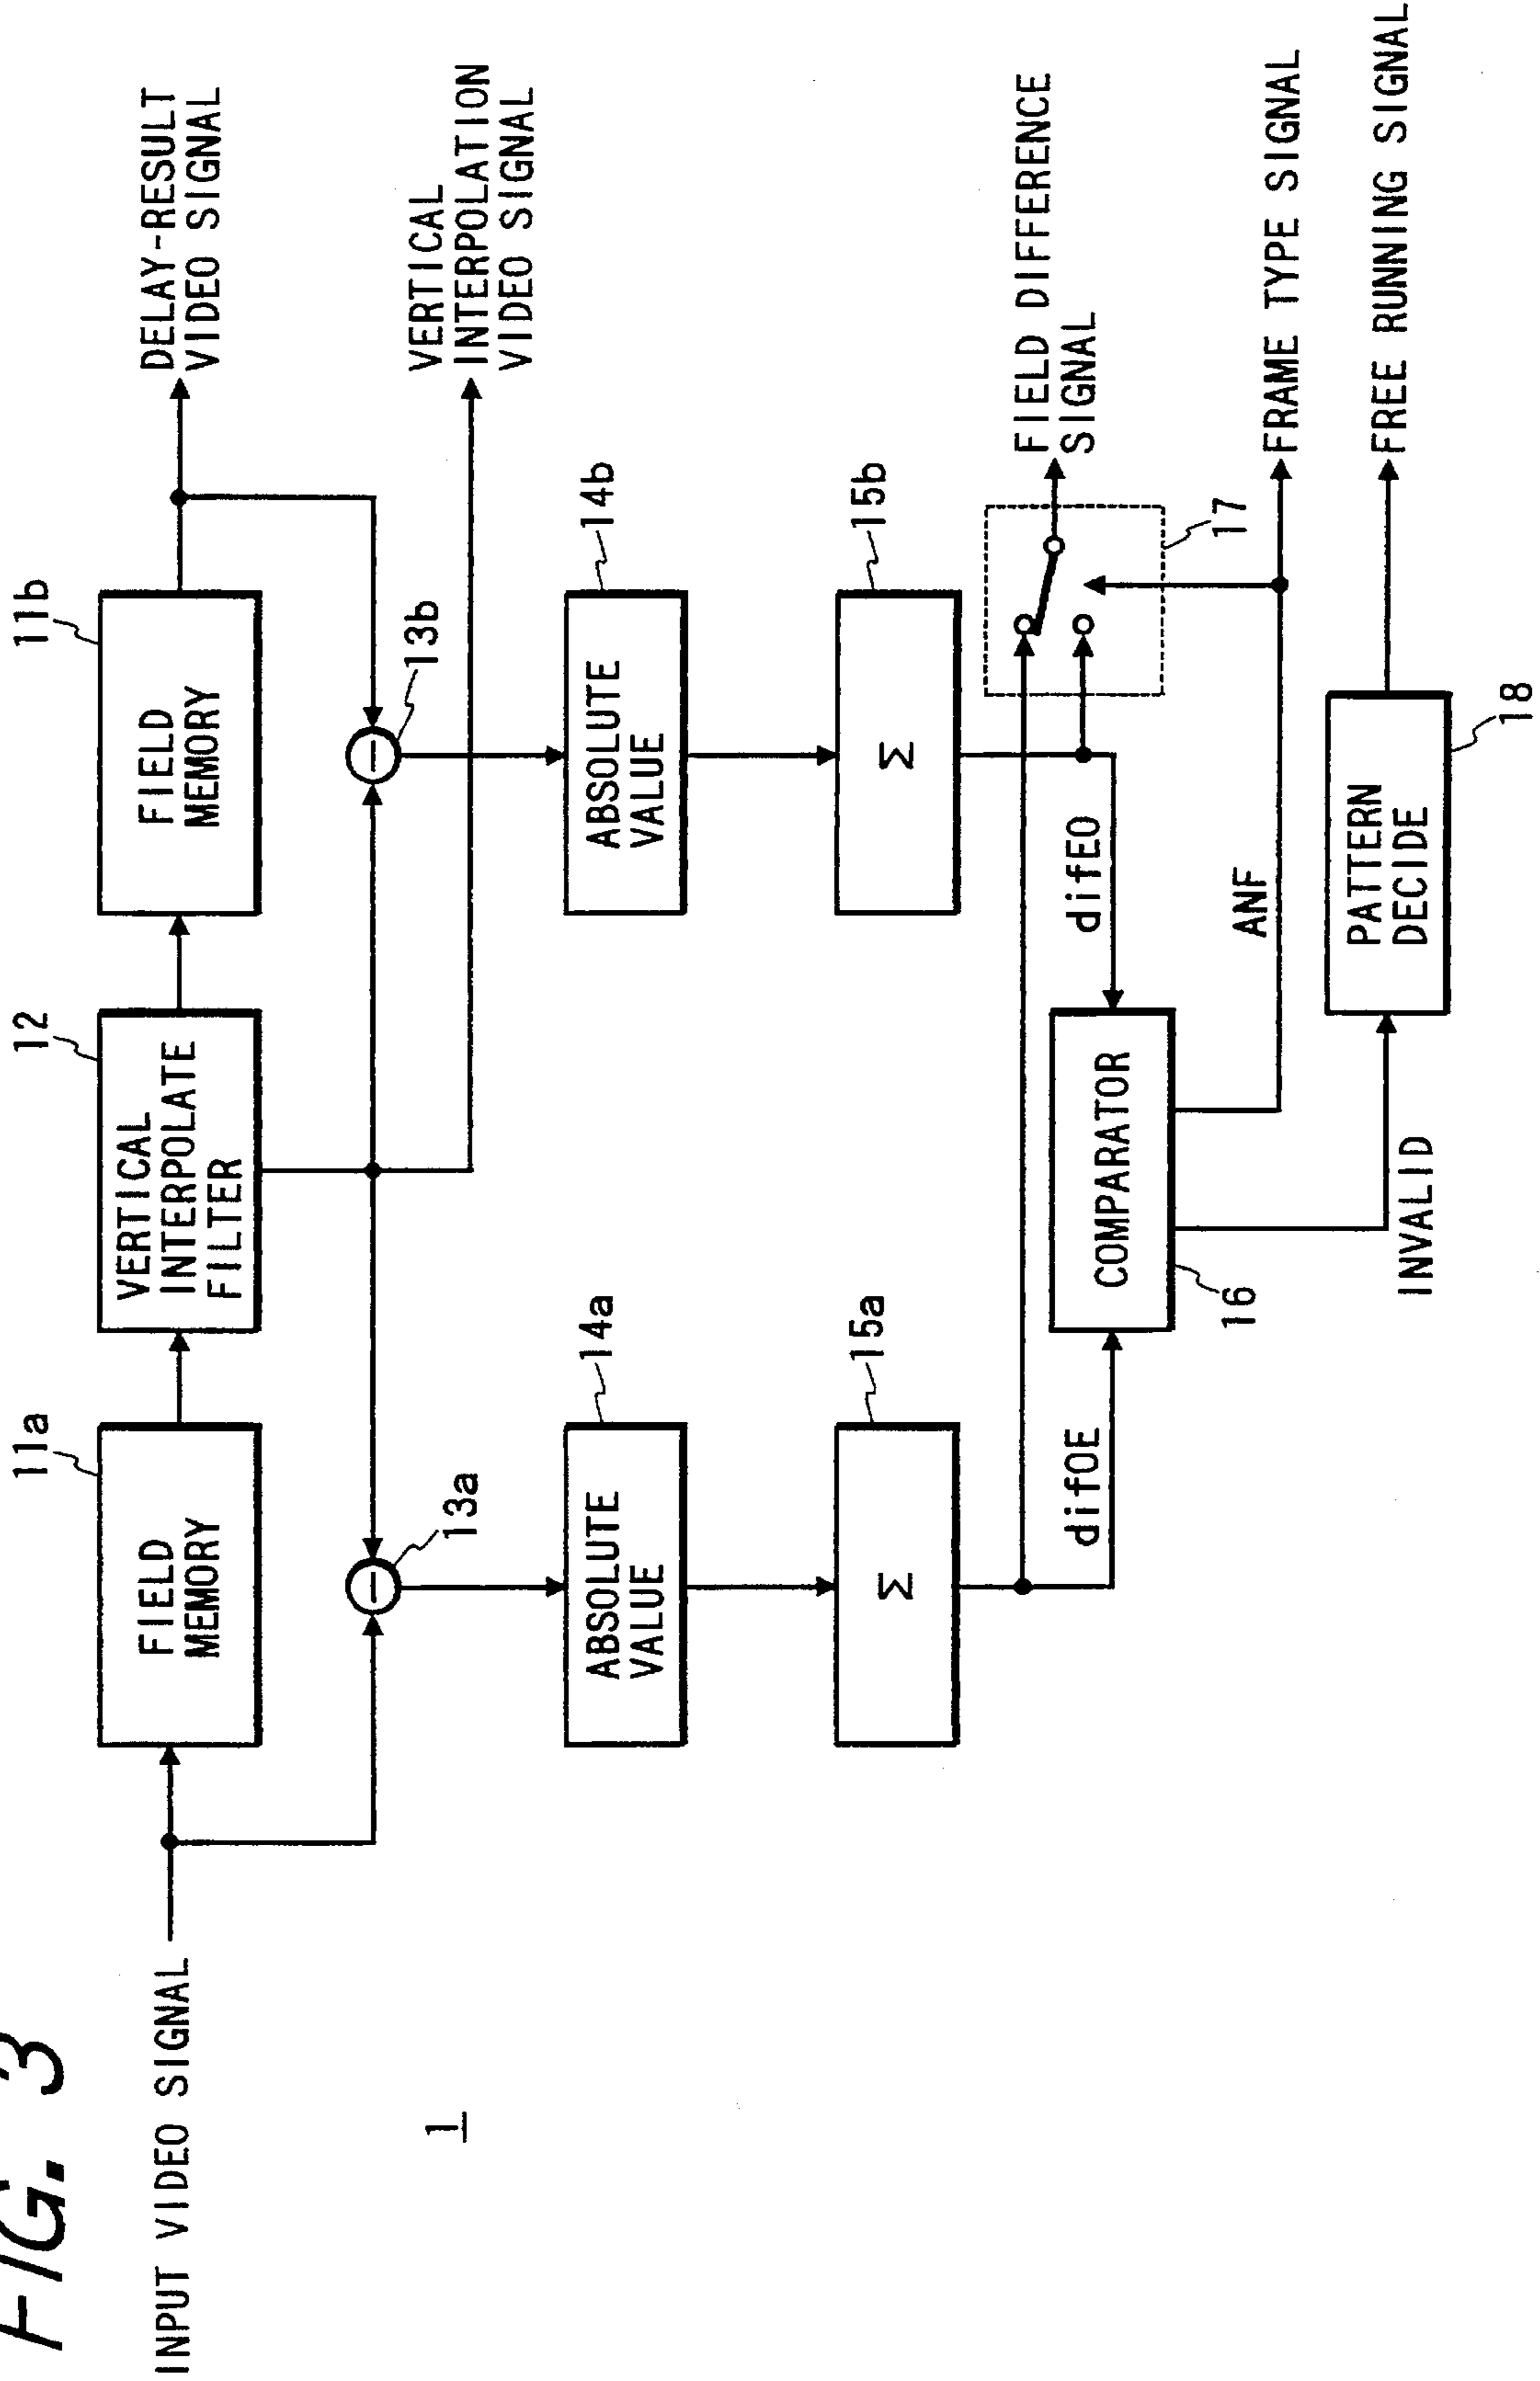 FIG. 3
INPUT VIDEO SIGNAL
1
11a
FIELD
MEMORY
12
VERTICAL
INTERPOLATE
FILTER
11b
FIELD
MEMORY
DELAY-RESULT
VIDEO SIGNAL
13a
13b
VERTICAL
INTERPOLATION
VIDEO SIGNAL
14a
ABSOLUTE
VALUE
14b
ABSOLUTE
VALUE
15a
Σ
15b
Σ
FIELD DIFFERENCE
SIGNAL
17
difOE
difEO
COMPARATOR
16
ANF
FRAME TYPE SIGNAL
INVALID
PATTERN
DECIDE
18
FREE RUNNING SIGNAL